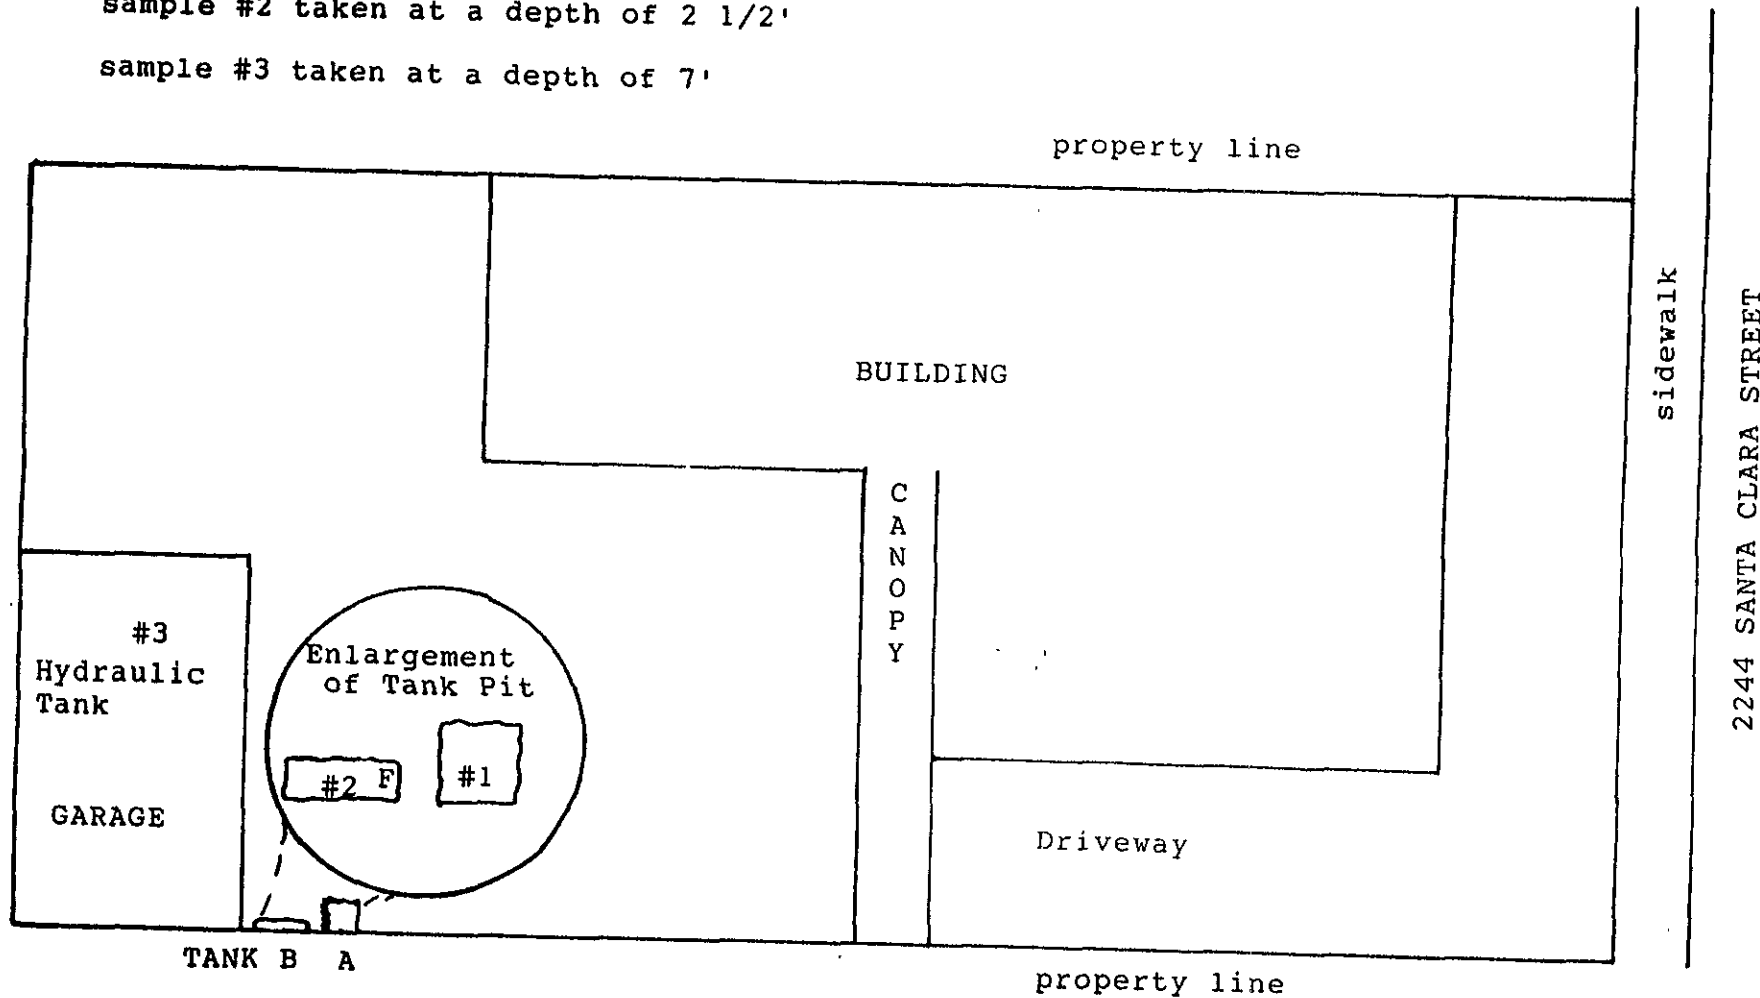 sample #2 taken at a depth of 2 1/2'
sample #3 taken at a depth of 7'
property line
sidewalk
2244 SANTA CLARA STREET
BUILDING
CANOPY
#3
Hydraulic
Tank
GARAGE
Enlargement
of Tank Pit
#2 F
#1
Driveway
TANK B A
property line